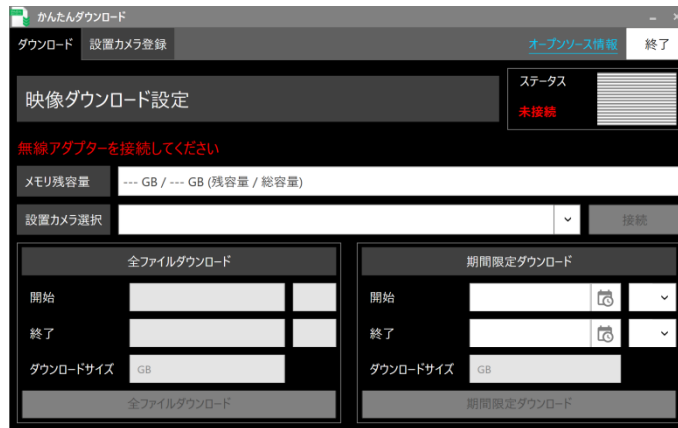 かんたんダウンロード
ダウンロード 設置カメラ登録 オープンソース情報 終了
映像ダウンロード設定
ステータス
未接続
無線アダプターを接続してください
メモリ残容量 --- GB / --- GB (残容量 / 総容量)
設置カメラ選択 接続
全ファイルダウンロード
開始
終了
ダウンロードサイズ GB
全ファイルダウンロード
期間限定ダウンロード
開始
終了
ダウンロードサイズ GB
期間限定ダウンロード